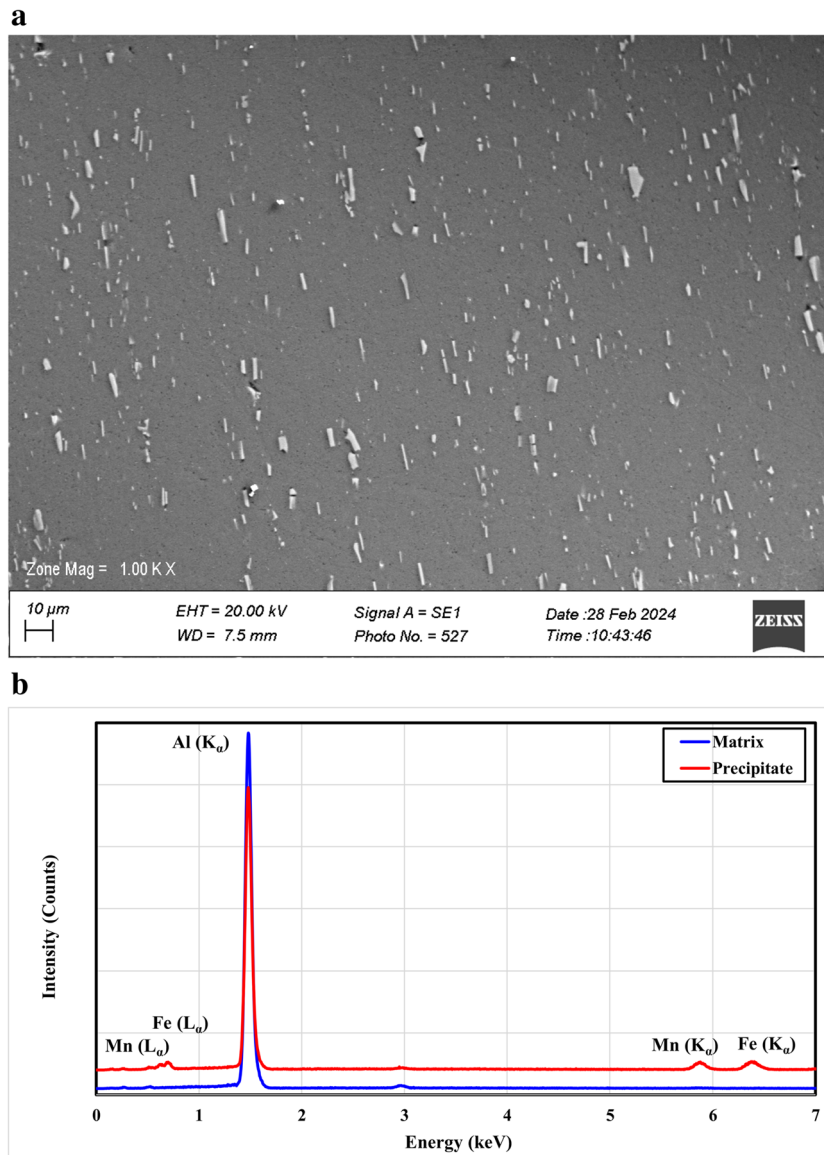 a
Zone Mag = 1.00 K X
10 µm
EHT = 20.00 kV
Signal A = SE1
Date :28 Feb 2024
WD = 7.5 mm
Photo No. = 527
Time :10:43:46
ZEISS
b
Al (Kα)
Matrix
Precipitate
Intensity (Counts)
Fe (Lα)
Mn (Lα)
Mn (Kα)
Fe (Kα)
0 1 2 3 4 5 6 7
Energy (keV)